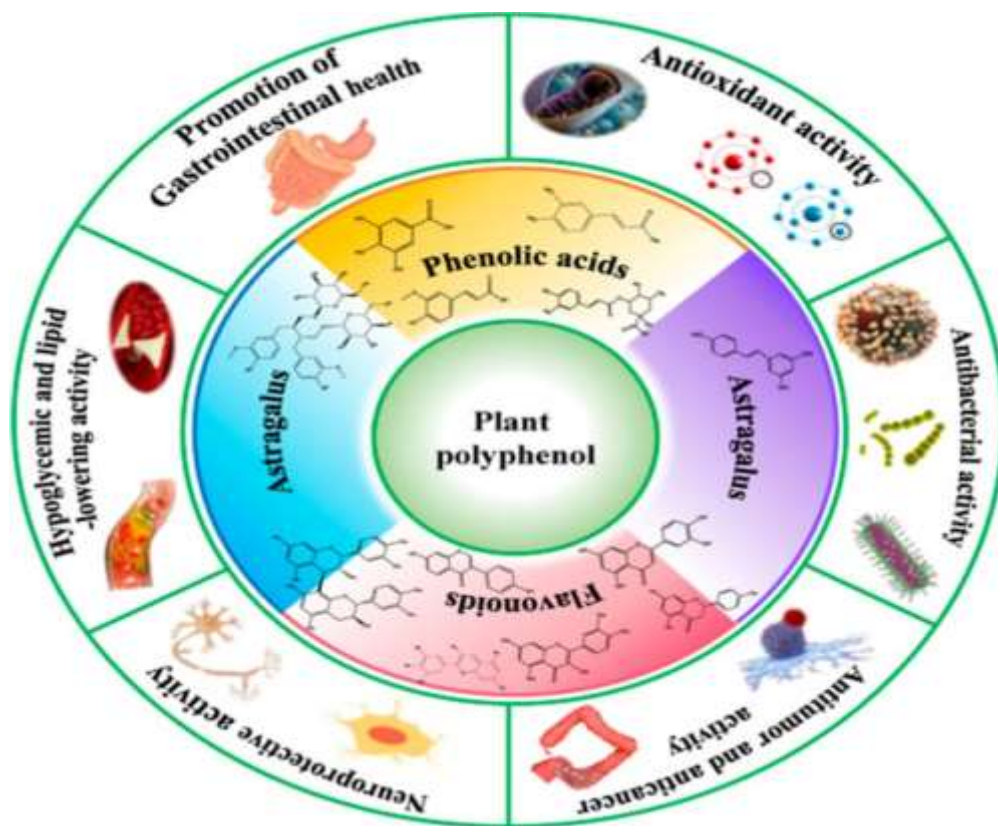 Promotion of
Gastrointestinal health
Antioxidant activity
Antibacterial activity
Antitumor and anticancer
activity
Neuroprotective activity
Hypoglycemic and lipid
-lowering activity
Phenolic acids
Astragalus
Flavonoids
Astragalus
Plant
polyphenol